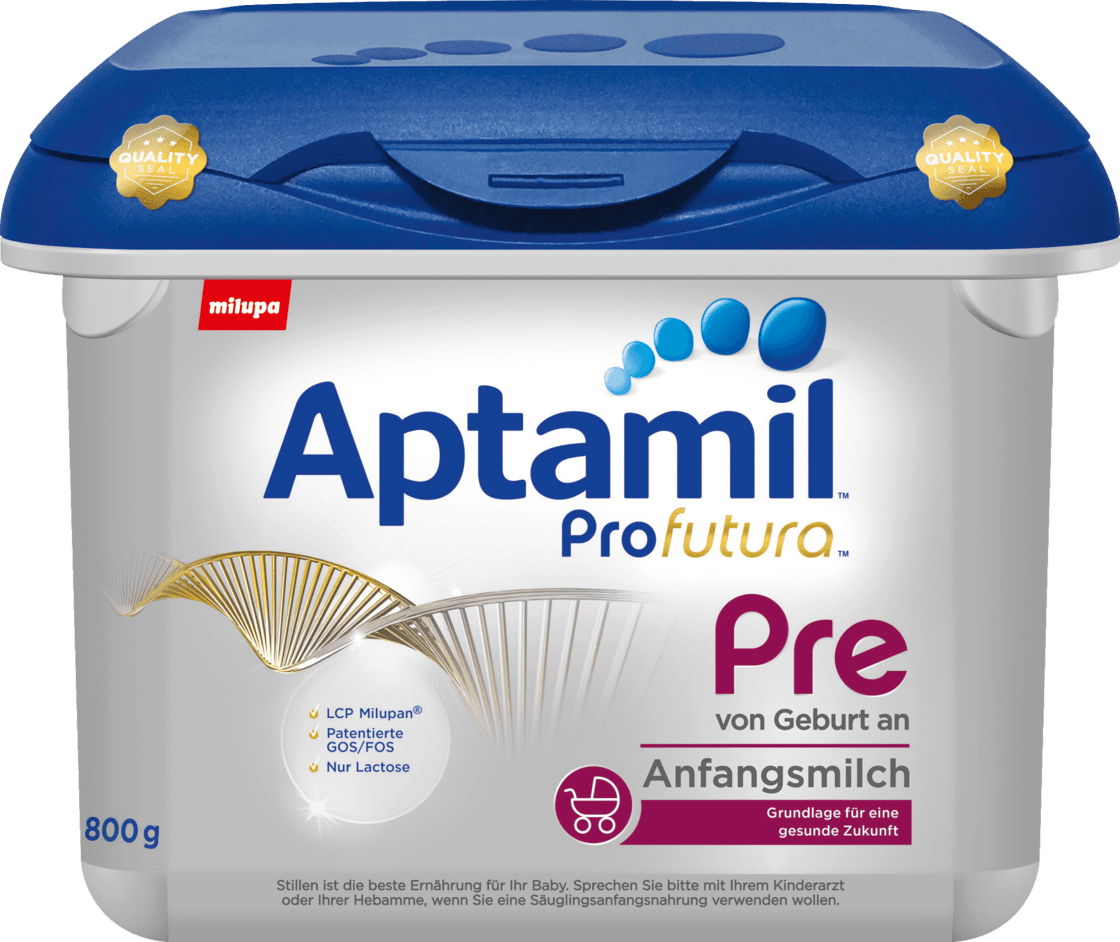 QUALITY
SEAL
QUALITY
SEAL
milupa
Aptamil™
Profutura™
Pre
von Geburt an
LCP Milupan®
Patentierte
GOS/FOS
Nur Lactose
Anfangsmilch
Grundlage für eine
gesunde Zukunft
800 g
Stillen ist die beste Ernährung für Ihr Baby. Sprechen Sie bitte mit Ihrem Kinderarzt
oder Ihrer Hebamme, wenn Sie eine Säuglingsanfangsnahrung verwenden wollen.